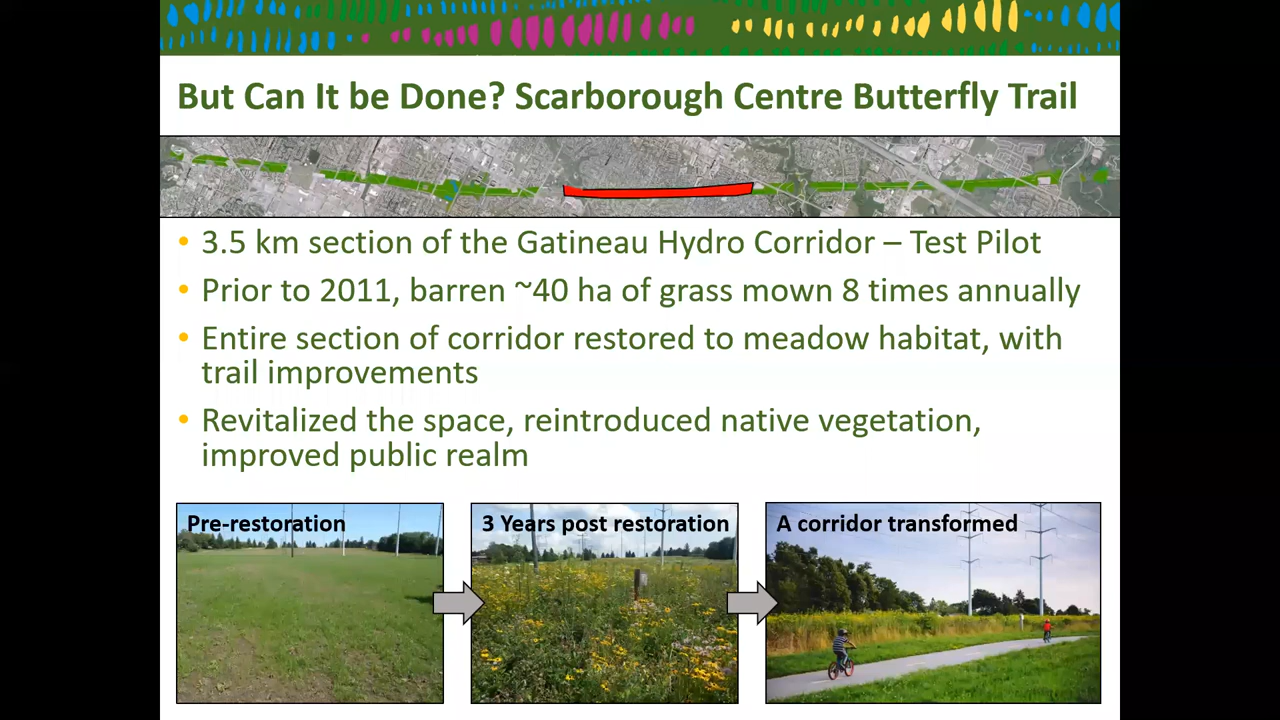 But Can It be Done? Scarborough Centre Butterfly Trail
• 3.5 km section of the Gatineau Hydro Corridor – Test Pilot
• Prior to 2011, barren ~40 ha of grass mown 8 times annually
• Entire section of corridor restored to meadow habitat, with
trail improvements
• Revitalized the space, reintroduced native vegetation,
improved public realm
Pre-restoration
3 Years post restoration
A corridor transformed